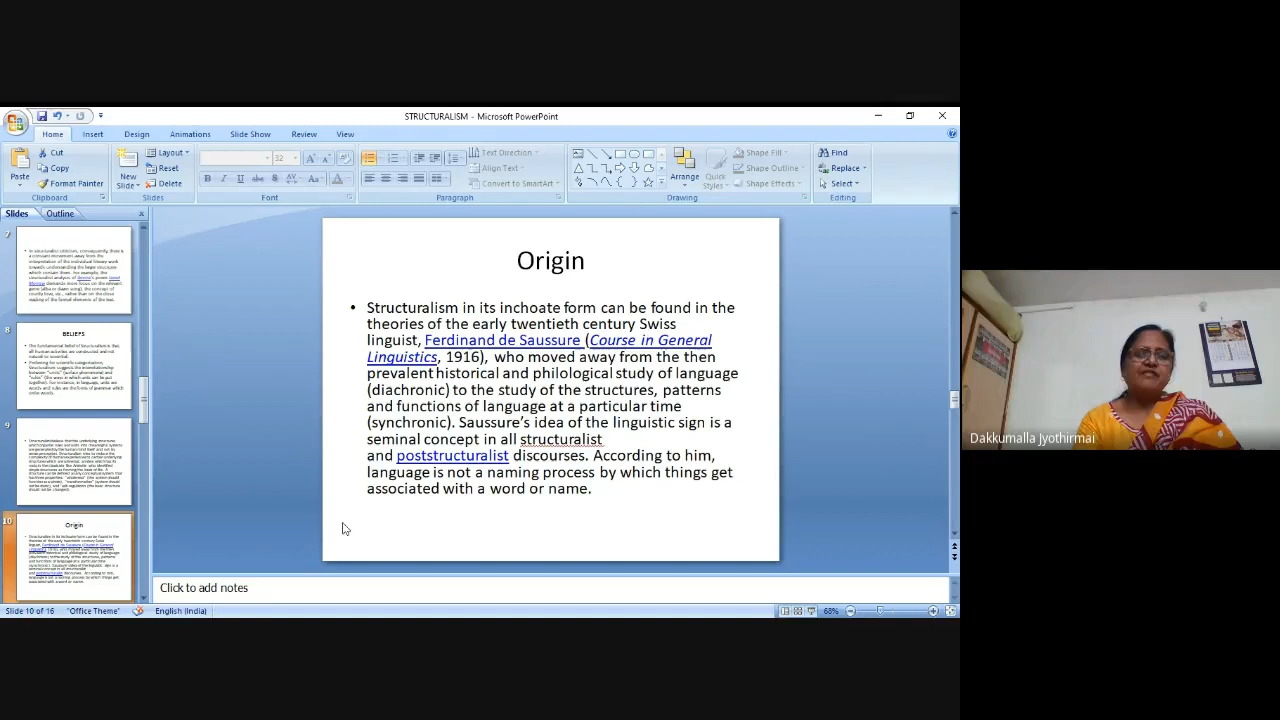 STRUCTURALISM - Microsoft PowerPoint
Home Insert Design Animations Slide Show Review View
Paste
Cut
Copy
Format Painter
Clipboard
New Slide
Layout
Reset
Delete
Slides
32
Font
Text Direction
Align Text
Convert to SmartArt
Paragraph
Arrange
Quick Styles
Shape Fill
Shape Outline
Shape Effects
Drawing
Find
Replace
Select
Editing
Slides Outline
7
8
BELIEFS
9
10
Origin
Origin
• Structuralism in its inchoate form can be found in the
theories of the early twentieth century Swiss
linguist, Ferdinand de Saussure (Course in General
Linguistics, 1916), who moved away from the then
prevalent historical and philological study of language
(diachronic) to the study of the structures, patterns
and functions of language at a particular time
(synchronic). Saussure's idea of the linguistic sign is a
seminal concept in all structuralist
and poststructuralist discourses. According to him,
language is not a naming process by which things get
associated with a word or name.
Click to add notes
Slide 10 of 16 "Office Theme" English (India) 68%
Dakkumalla Jyothirmai